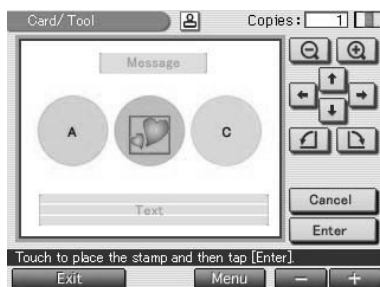 Card/Tool
Copies: 1
Message
A
C
Text
Cancel
Enter
Touch to place the stamp and then tap [Enter].
Exit
Menu
− +